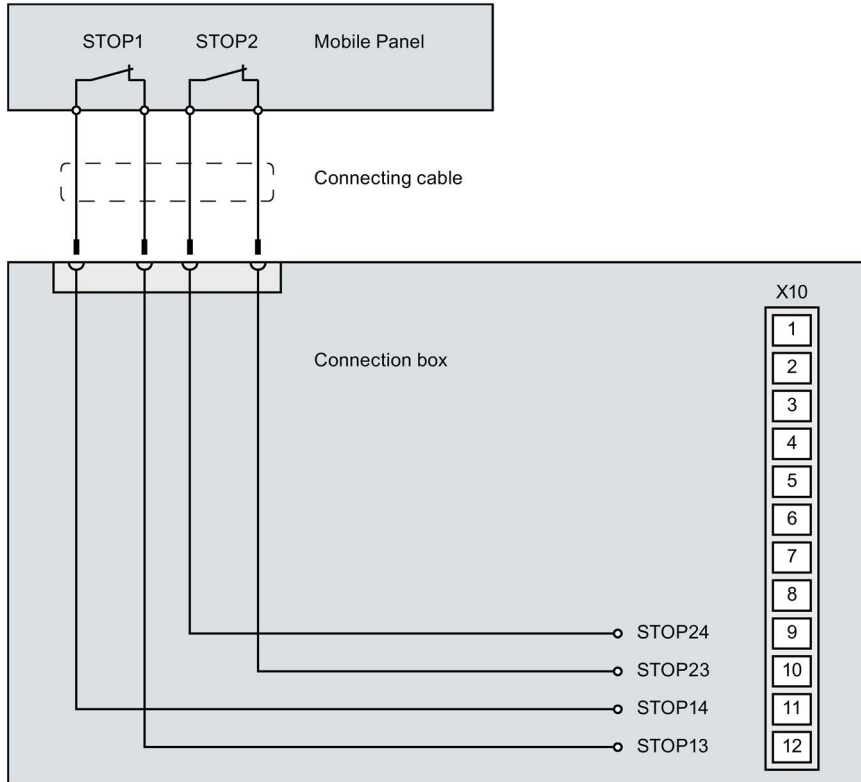 STOP1 STOP2 Mobile Panel
Connecting cable
X10
1
Connection box
2
3
4
5
6
7
8
STOP24 9
STOP23 10
STOP14 11
STOP13 12